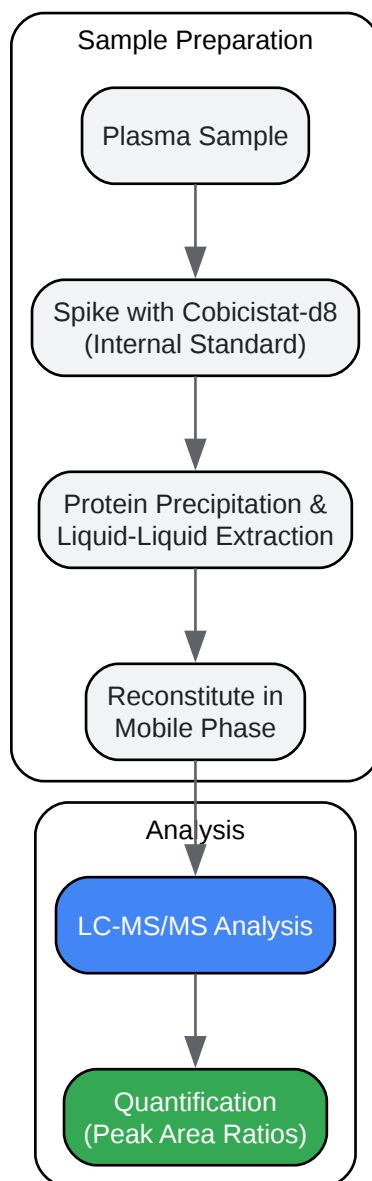 Sample Preparation
Plasma Sample
Spike with Cobicistat-d8
(Internal Standard)
Protein Precipitation &
Liquid-Liquid Extraction
Reconstitute in
Mobile Phase
Analysis
LC-MS/MS Analysis
Quantification
(Peak Area Ratios)